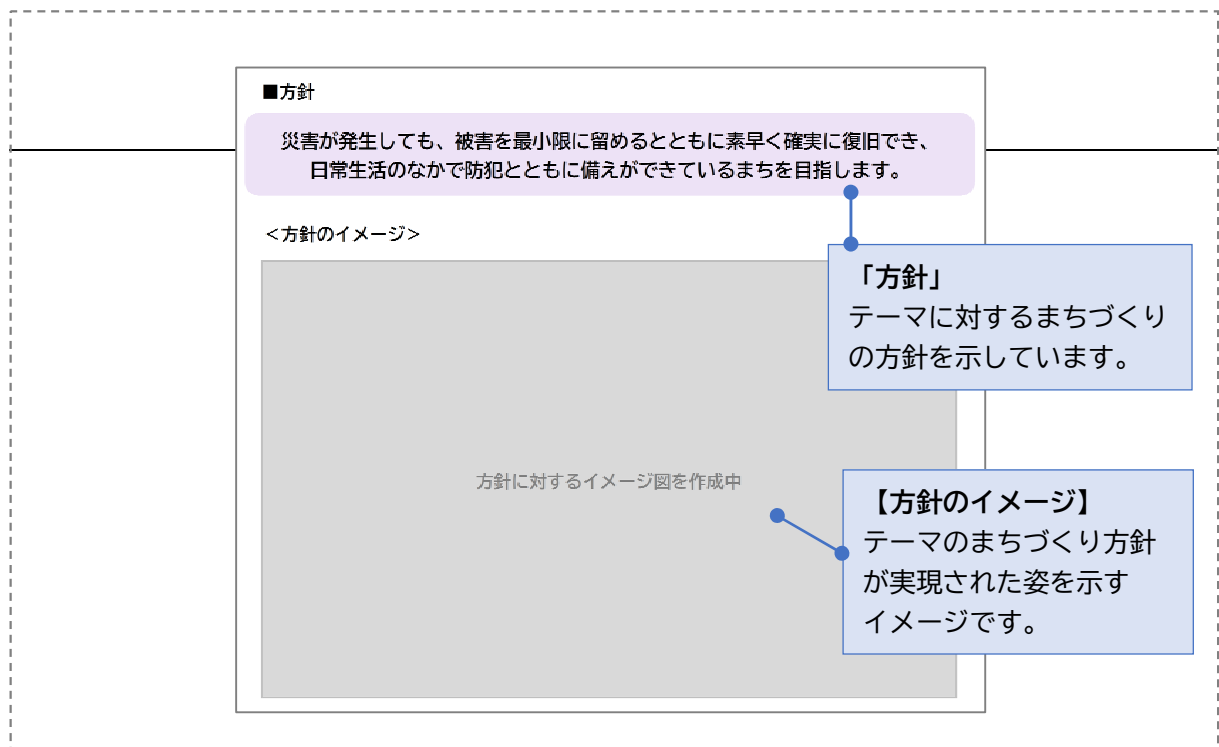 ■方針
災害が発生しても、被害を最小限に留めるとともに素早く確実に復旧でき、
日常生活のなかで防犯とともに備えができているまちを目指します。
＜方針のイメージ＞
「方針」
テーマに対するまちづくり
の方針を示しています。
方針に対するイメージ図を作成中
【方針のイメージ】
テーマのまちづくり方針
が実現された姿を示す
イメージです。